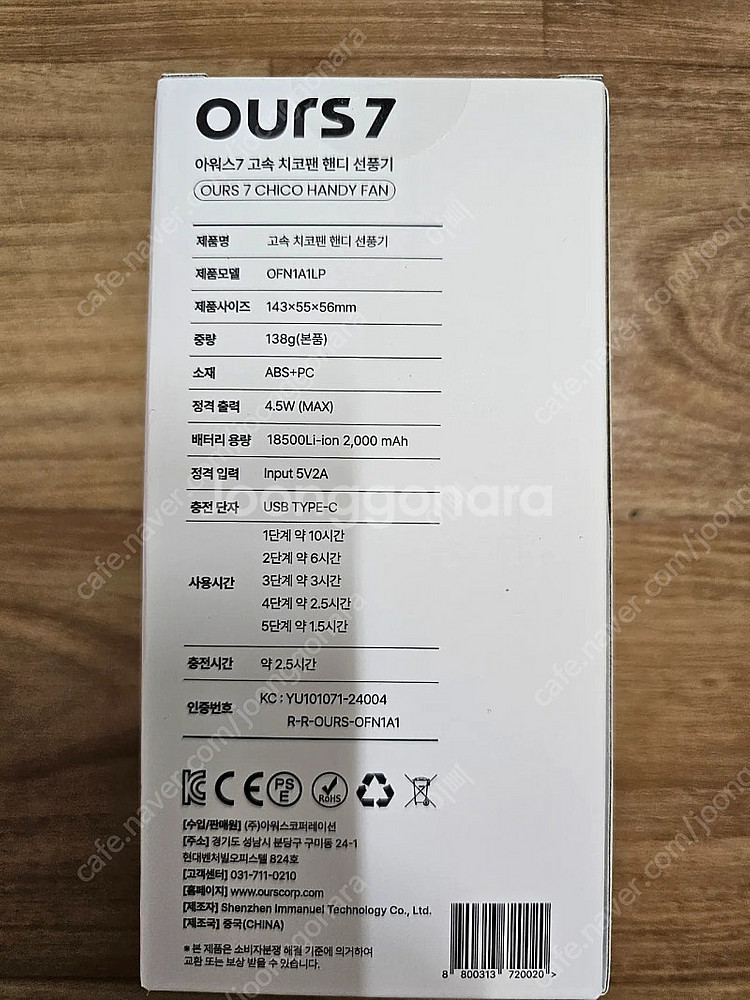 OURS7
아워스7 고속 치코팬 핸디 선풍기
OURS 7 CHICO HANDY FAN
제품명 고속 치코팬 핸디 선풍기
제품모델 OFN1A1LP
제품사이즈 143×55×56mm
중량 138g(본품)
소재 ABS+PC
정격 출력 4.5W (MAX)
배터리 용량 18500Li-ion 2,000 mAh
정격 입력 Input 5V2A
충전 단자 USB TYPE-C
사용시간 1단계 약 10시간
2단계 약 6시간
3단계 약 3시간
4단계 약 2.5시간
5단계 약 1.5시간
충전시간 약 2.5시간
인증번호 KC : YU101071-24004
R-R-OURS-OFN1A1
KC CE PSE RoHS
[수입/판매원] (주)아워스코퍼레이션
[주소] 경기도 성남시 분당구 구미동 24-1
현대벤처빌오피스텔 824호
[고객센터] 031-711-0210
[홈페이지] www.ourscorp.com
[제조자] Shenzhen Immanuel Technology Co., Ltd.
[제조국] 중국(CHINA)
※ 본 제품은 소비자분쟁 해결 기준에 의거하여
교환 또는 보상 받을 수 있습니다.
8 800313 720020 >
joonggonara
cafe.naver.com/joonggonara